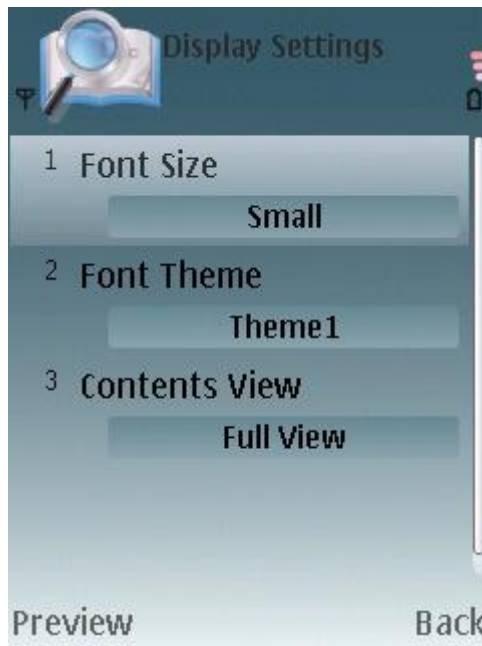 Display Settings
1 Font Size
Small
2 Font Theme
Theme1
3 Contents View
Full View
Preview Back